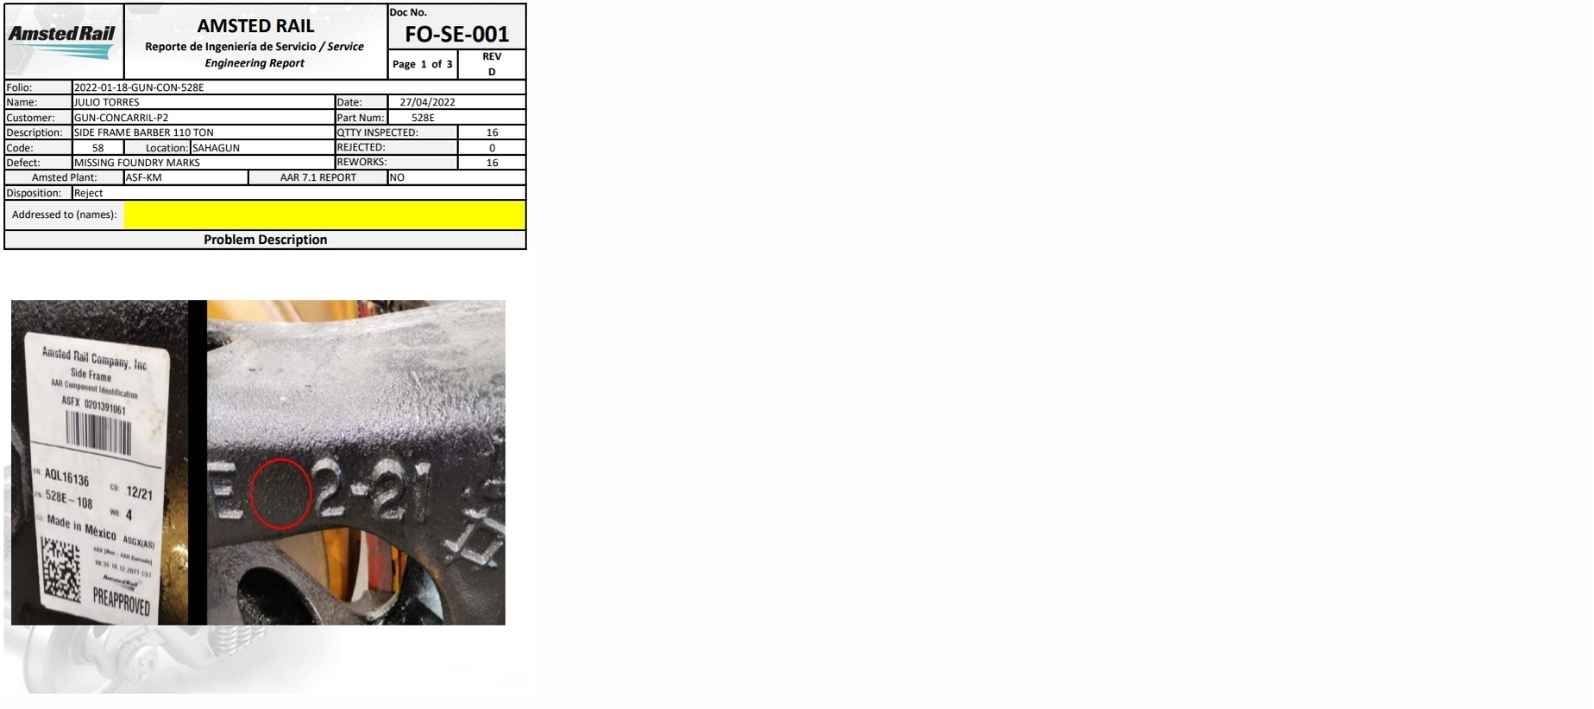 Amsted Rail
AMSTED RAIL
Reporte de Ingeniería de Servicio / Service
Engineering Report
Doc No.
FO-SE-001
Page 1 of 3
REV
D
Folio: 2022-01-18-GUN-CON-528E
Name: JULIO TORRES Date: 27/04/2022
Customer: GUN-CONCARRIL-P2 Part Num: 528E
Description: SIDE FRAME BARBER 110 TON QTTY INSPECTED: 16
Code: 58 Location: SAHAGUN REJECTED: 0
Defect: MISSING FOUNDRY MARKS REWORKS: 16
Amsted Plant: ASF-KM AAR 7.1 REPORT NO
Disposition: Reject
Addressed to (names):
Problem Description
Amsted Rail Company, Inc
Side Frame
AAR Component Identification
ASFX 0201391061
AQL16136 CD: 12/21
528E-108 WR: 4
Made in México ASGX(AS)
AmstedRail
PREAPPROVED
E 2-21